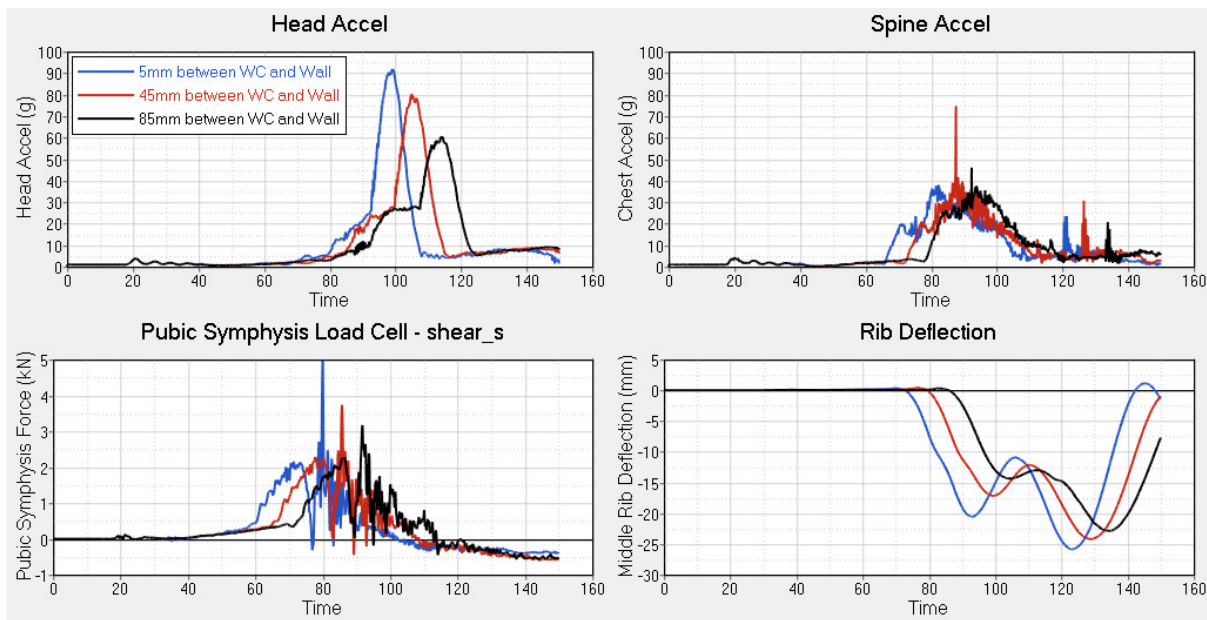 Head Accel
Head Accel (g)
100
90
80
70
60
50
40
30
20
10
0
5mm between WC and Wall
45mm between WC and Wall
85mm between WC and Wall
0 20 40 60 80 100 120 140 160
Time
Spine Accel
Chest Accel (g)
100
90
80
70
60
50
40
30
20
10
0
0 20 40 60 80 100 120 140 160
Time
Pubic Symphysis Load Cell - shear_s
Pubic Symphysis Force (kN)
5
4
3
2
1
0
-1
0 20 40 60 80 100 120 140 160
Time
Rib Deflection
Middle Rib Deflection (mm)
5
0
-5
-10
-15
-20
-25
-30
0 20 40 60 80 100 120 140 160
Time